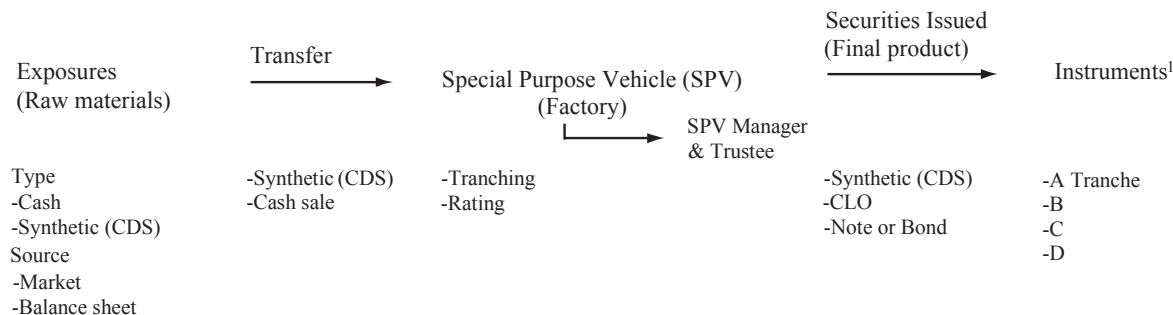 Exposures
(Raw materials)
Transfer
Special Purpose Vehicle (SPV)
(Factory)
SPV Manager
& Trustee
Securities Issued
(Final product)
Instruments¹
Type
-Cash
-Synthetic (CDS)
Source
-Market
-Balance sheet
-Synthetic (CDS)
-Cash sale
-Tranching
-Rating
-Synthetic (CDS)
-CLO
-Note or Bond
-A Tranche
-B
-C
-D